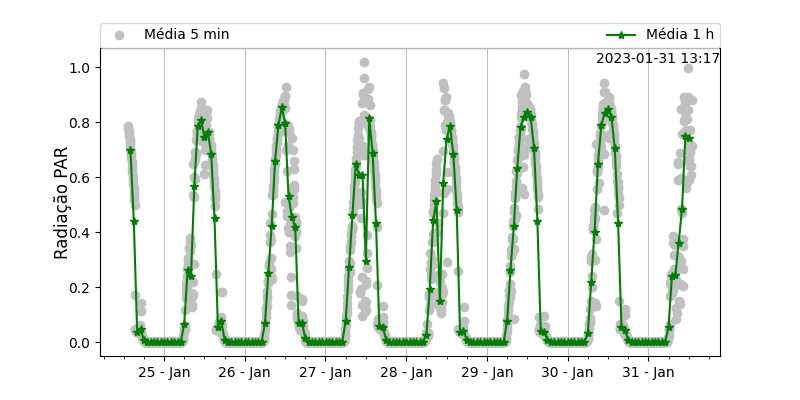 Média 5 min
Média 1 h
2023-01-31 13:17
Radiação PAR
1.0
0.8
0.6
0.4
0.2
0.0
25 - Jan
26 - Jan
27 - Jan
28 - Jan
29 - Jan
30 - Jan
31 - Jan